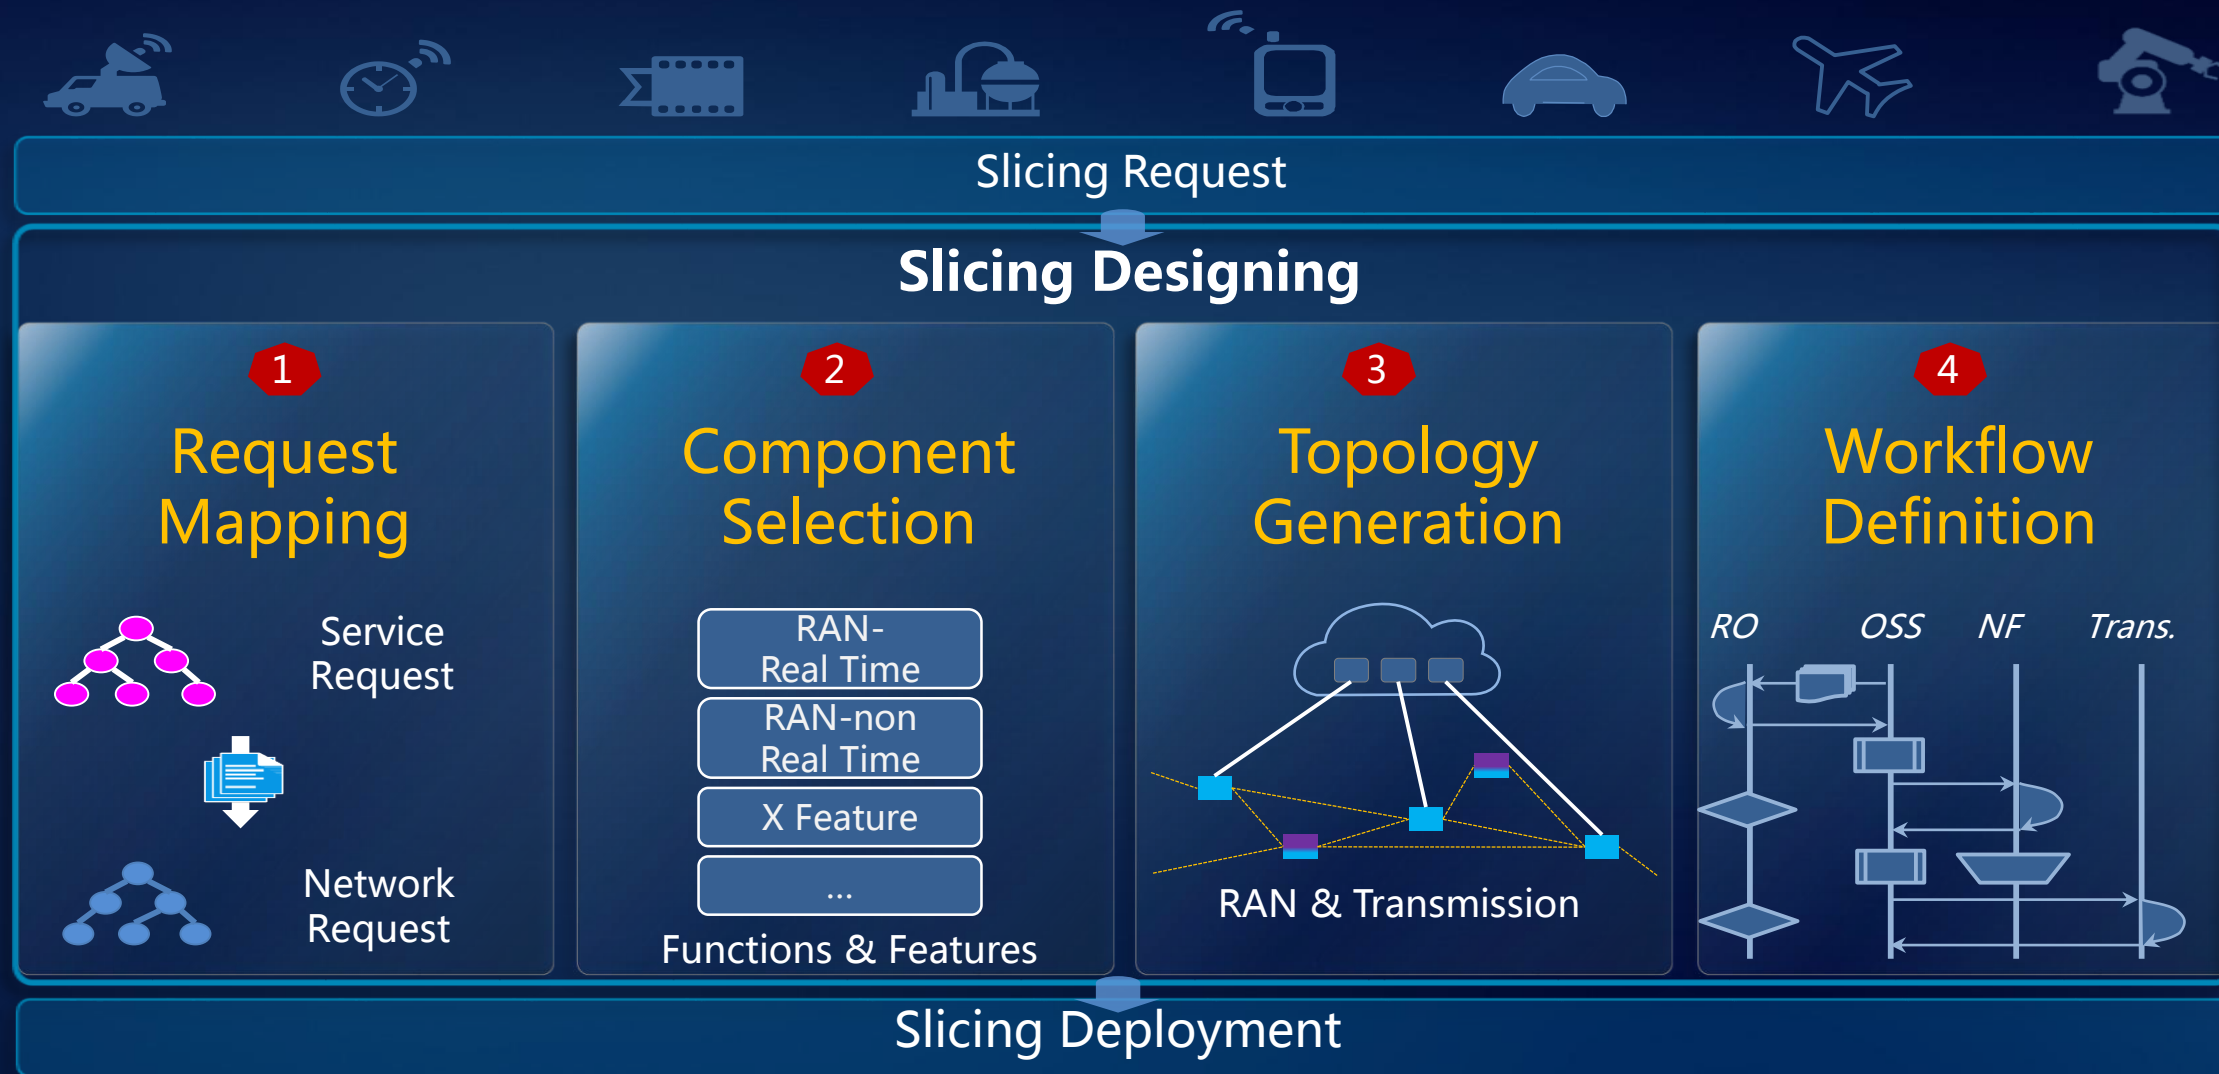 Slicing Request
Slicing Designing
1
Request
Mapping
Service
Request
Network
Request
2
Component
Selection
RAN-
Real Time
RAN-non
Real Time
X Feature
...
Functions & Features
3
Topology
Generation
RAN & Transmission
4
Workflow
Definition
RO OSS NF Trans.
Slicing Deployment